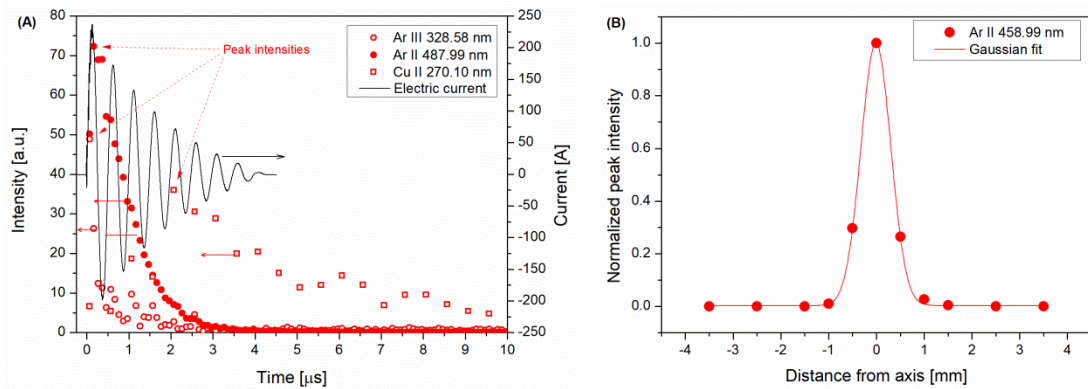 (A)
Ar III 328.58 nm
Ar II 487.99 nm
Cu II 270.10 nm
Electric current
Peak intensities
Intensity [a.u.]
80
70
60
50
40
30
20
10
0
Current [A]
250
200
150
100
50
0
-50
-100
-150
-200
-250
0 1 2 3 4 5 6 7 8 9 10
Time [µs]
(B)
Ar II 458.99 nm
Gaussian fit
Normalized peak intensity
1.0
0.8
0.6
0.4
0.2
0.0
-4 -3 -2 -1 0 1 2 3 4
Distance from axis [mm]